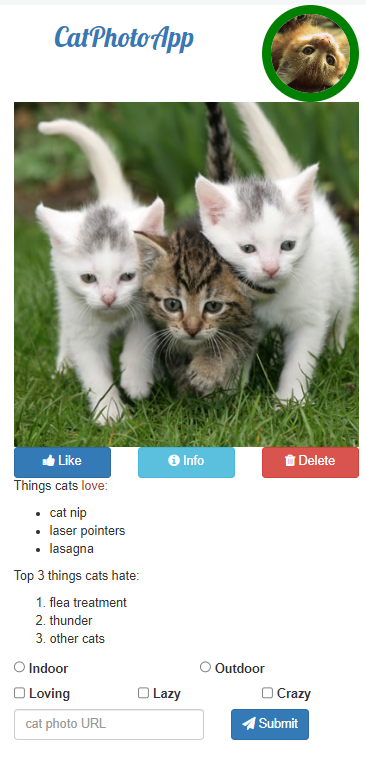 CatPhotoApp
Like Info Delete
Things cats love:
cat nip
laser pointers
lasagna
Top 3 things cats hate:
1. flea treatment
2. thunder
3. other cats
Indoor Outdoor
Loving Lazy Crazy
cat photo URL Submit